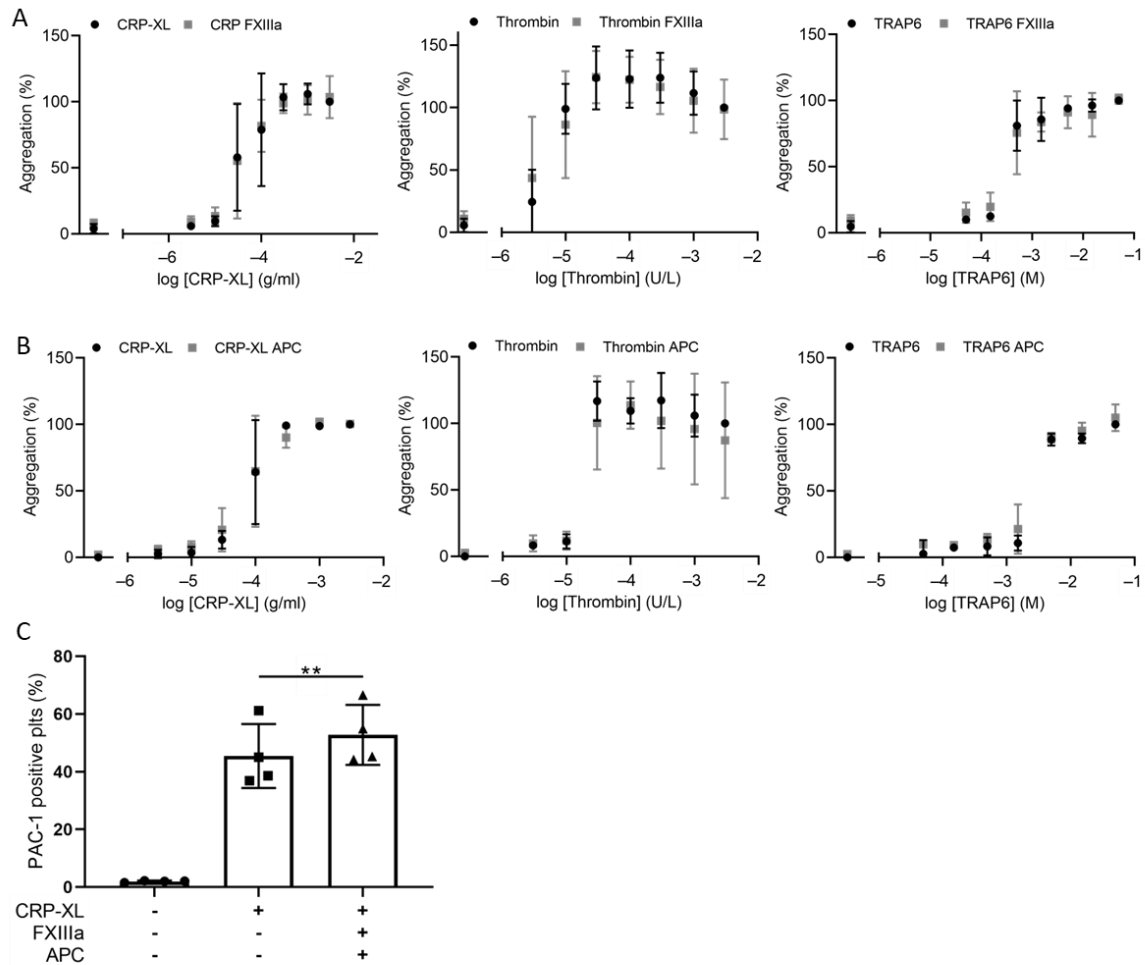 A
CRP-XL CRP FXIIIa
Thrombin Thrombin FXIIIa
TRAP6 TRAP6 FXIIIa
Aggregation (%)
150
100
50
0
–6 –4 –2
log [CRP-XL] (g/ml)
Aggregation (%)
150
100
50
0
–6 –5 –4 –3 –2
log [Thrombin] (U/L)
Aggregation (%)
150
100
50
0
–6 –5 –4 –3 –2 –1
log [TRAP6] (M)
B
CRP-XL CRP-XL APC
Thrombin Thrombin APC
TRAP6 TRAP6 APC
Aggregation (%)
150
100
50
0
–6 –5 –4 –3 –2
log [CRP-XL] (g/ml)
Aggregation (%)
150
100
50
0
–6 –5 –4 –3 –2
log [Thrombin] (U/L)
Aggregation (%)
150
100
50
0
–5 –4 –3 –2 –1
log [TRAP6] (M)
C
PAC-1 positive plts (%)
80
60
40
20
0
**
CRP-XL - + +
FXIIIa - - +
APC - - +